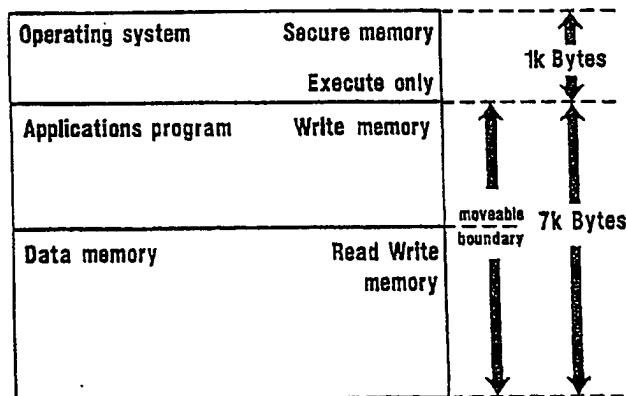 Operating system Secure memory
1k Bytes
Execute only
Applications program Write memory
moveable
boundary
7k Bytes
Data memory Read Write
memory